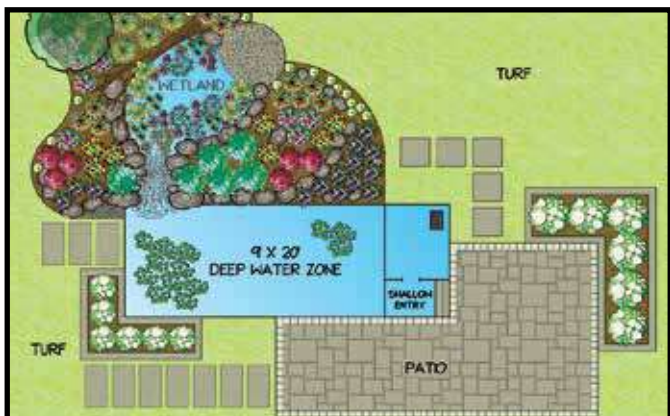 WETLAND
TURF
9 X 20'
DEEP WATER ZONE
SHALLOW
ENTRY
TURF
PATIO